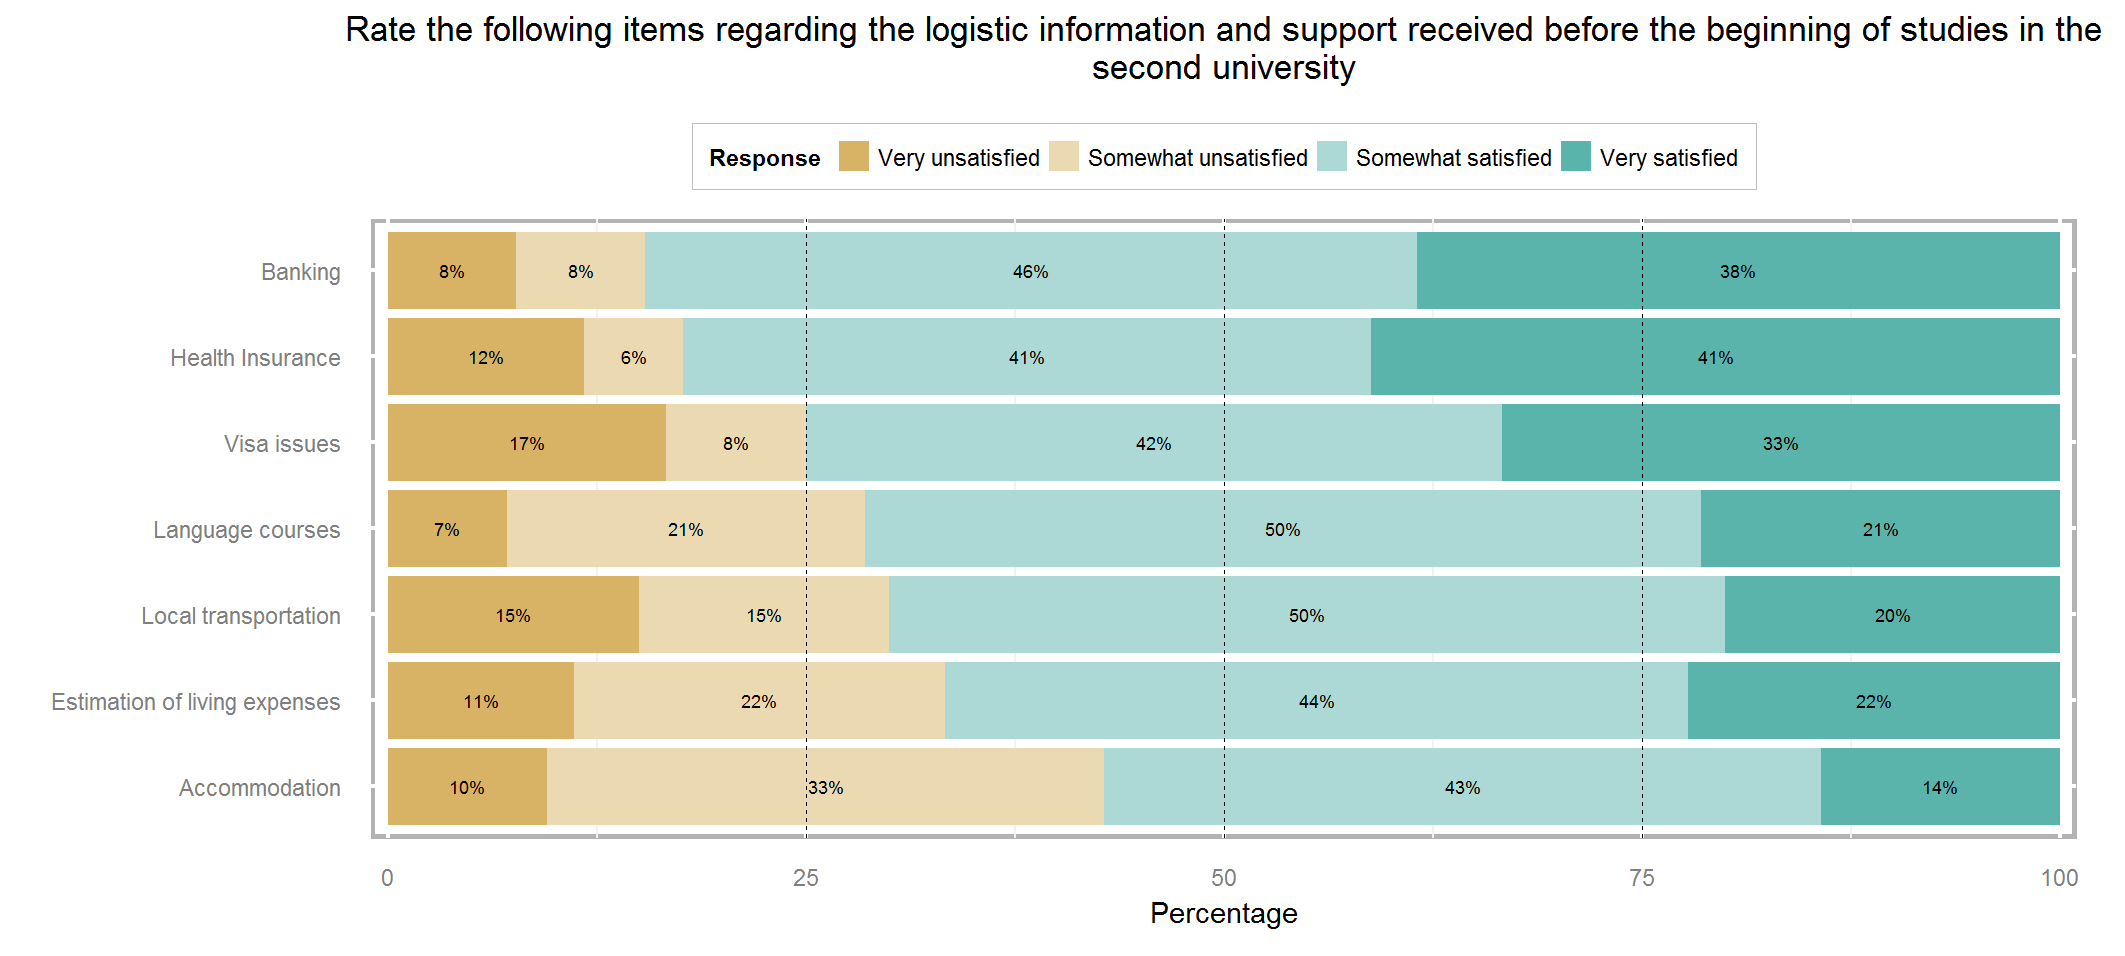 Rate the following items regarding the logistic information and support received before the beginning of studies in the
second university
Response Very unsatisfied Somewhat unsatisfied Somewhat satisfied Very satisfied
Banking 8% 8% 46% 38%
Health Insurance 12% 6% 41% 41%
Visa issues 17% 8% 42% 33%
Language courses 7% 21% 50% 21%
Local transportation 15% 15% 50% 20%
Estimation of living expenses 11% 22% 44% 22%
Accommodation 10% 33% 43% 14%
0 25 50 75 100
Percentage